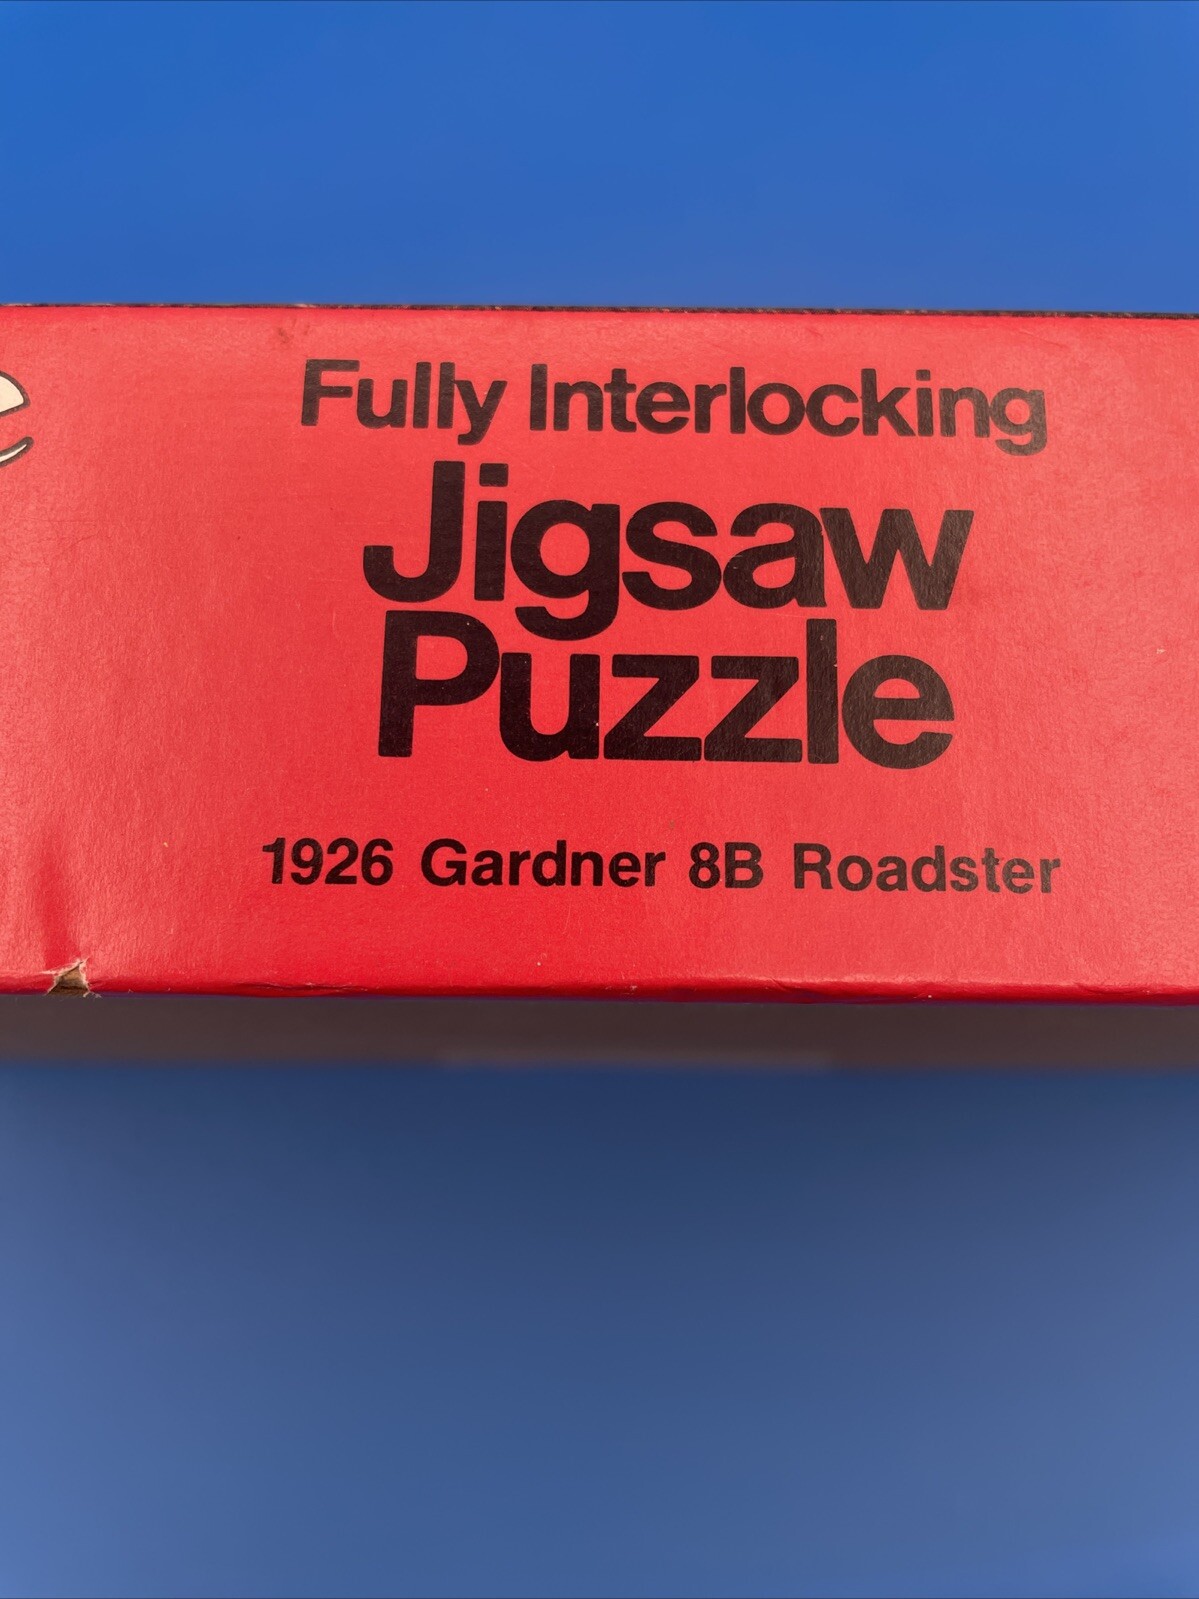 Fully Interlocking
Jigsaw
Puzzle
1926 Gardner 8B Roadster